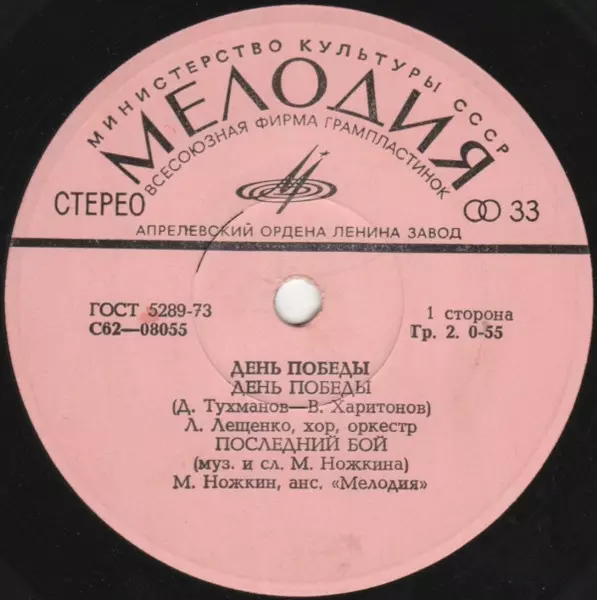 МИНИСТЕРСТВО КУЛЬТУРЫ СССР
МЕЛОДИЯ
ВСЕСОЮЗНАЯ ФИРМА ГРАМПЛАСТИНОК
СТЕРЕО
33
АПРЕЛЕВСКИЙ ОРДЕНА ЛЕНИНА ЗАВОД
ГОСТ 5289-73
1 сторона
С62—08055
Гр. 2. 0-55
ДЕНЬ ПОБЕДЫ
ДЕНЬ ПОБЕДЫ
(Д. Тухманов—В. Харитонов)
Л. Лещенко, хор, оркестр
ПОСЛЕДНИЙ БОЙ
(муз. и сл. М. Ножкина)
М. Ножкин, анс. «Мелодия»